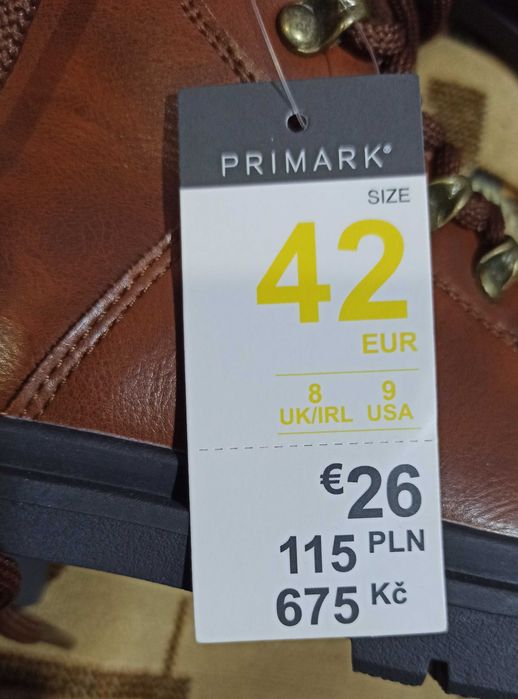 PRIMARK®
SIZE
42
EUR
8 9
UK/IRL USA
€26
115 PLN
675 Kč